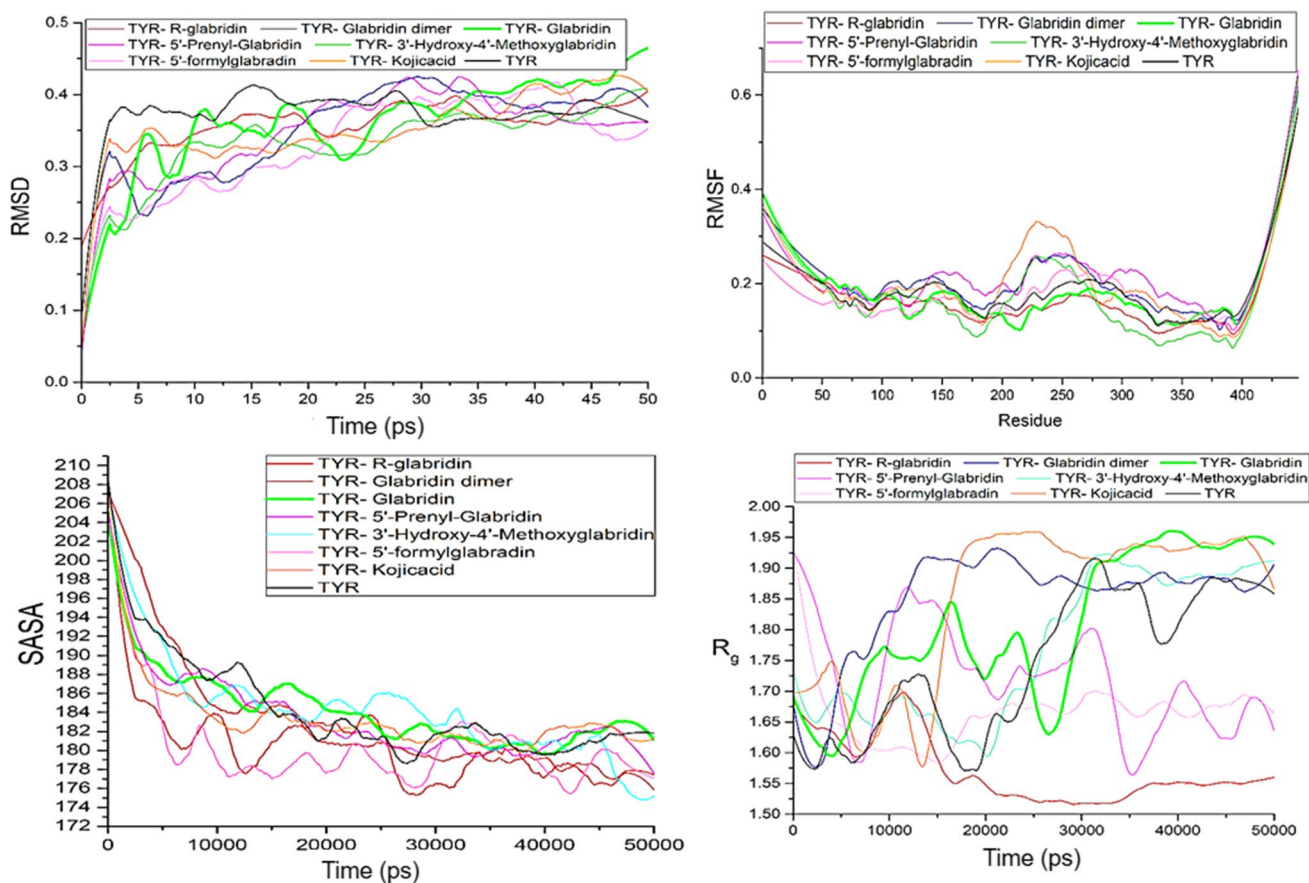 TYR- R-glabridin TYR- Glabridin dimer TYR- Glabridin
TYR- 5'-Prenyl-Glabridin TYR- 3'-Hydroxy-4'-Methoxyglabridin
TYR- 5'-formylglabradin TYR- Kojicacid TYR
0.5
0.4
0.3
0.2
0.1
0.0
RMSD
0 5 10 15 20 25 30 35 40 45 50
Time (ps)
TYR- R-glabridin TYR- Glabridin dimer TYR- Glabridin
TYR- 5'-Prenyl-Glabridin TYR- 3'-Hydroxy-4'-Methoxyglabridin
TYR- 5'-formylglabradin TYR- Kojicacid TYR
0.6
0.4
0.2
0.0
RMSF
0 50 100 150 200 250 300 350 400
Residue
TYR- R-glabridin
TYR- Glabridin dimer
TYR- Glabridin
TYR- 5'-Prenyl-Glabridin
TYR- 3'-Hydroxy-4'-Methoxyglabridin
TYR- 5'-formylglabradin
TYR- Kojicacid
TYR
210
208
206
204
202
200
198
196
194
192
190
188
186
184
182
180
178
176
174
172
SASA
0 10000 20000 30000 40000 50000
Time (ps)
TYR- R-glabridin TYR- Glabridin dimer TYR- Glabridin
TYR- 5'-Prenyl-Glabridin TYR- 3'-Hydroxy-4'-Methoxyglabridin
TYR- 5'-formylglabradin TYR- Kojicacid TYR
2.00
1.95
1.90
1.85
1.80
1.75
1.70
1.65
1.60
1.55
1.50
Rg
0 10000 20000 30000 40000 50000
Time (ps)